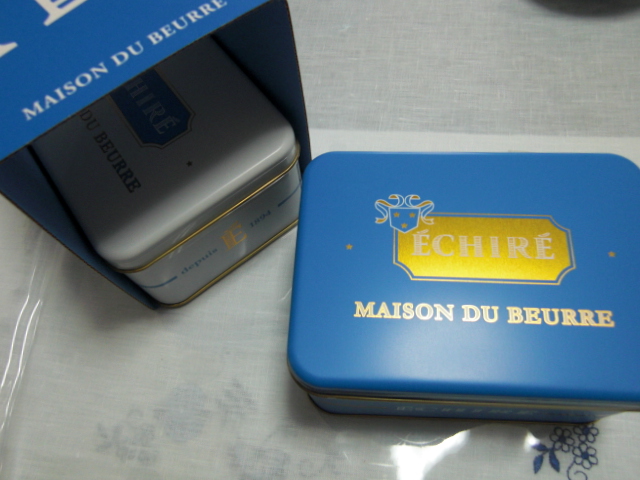 MAISON DU BEURRE
ÉCHIRÉ
DU BEURRE
depuis 1894
ÉCHIRÉ
MAISON DU BEURRE